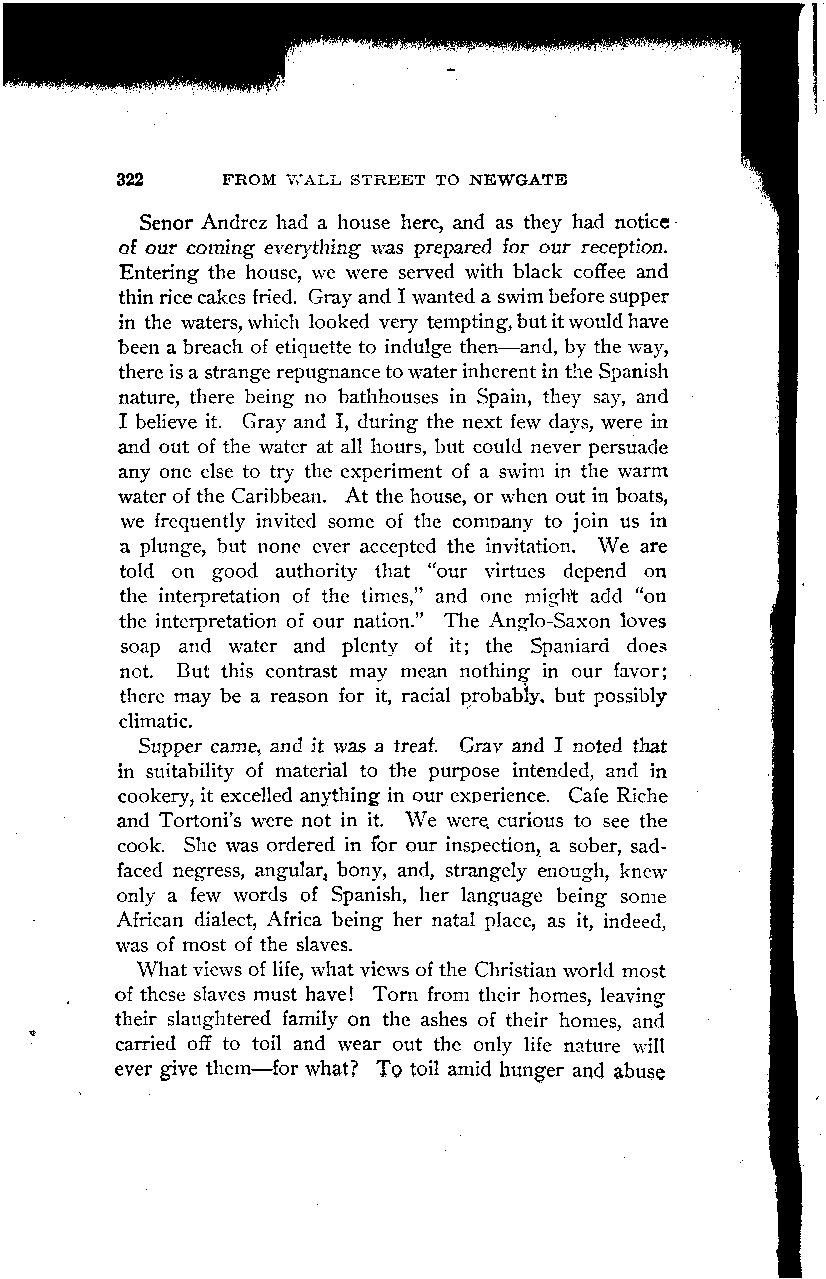 322 FROM WALL STREET TO NEWGATE
Senor Andrez had a house here, and as they had notice
of our coming everything was prepared for our reception.
Entering the house, we were served with black coffee and
thin rice cakes fried. Gray and I wanted a swim before supper
in the waters, which looked very tempting, but it would have
been a breach of etiquette to indulge then—and, by the way,
there is a strange repugnance to water inherent in the Spanish
nature, there being no bathhouses in Spain, they say, and
I believe it. Gray and I, during the next few days, were in
and out of the water at all hours, but could never persuade
any one else to try the experiment of a swim in the warm
water of the Caribbean. At the house, or when out in boats,
we frequently invited some of the company to join us in
a plunge, but none ever accepted the invitation. We are
told on good authority that “our virtues depend on
the interpretation of the times,” and one might add “on
the interpretation of our nation.” The Anglo-Saxon loves
soap and water and plenty of it; the Spaniard does
not. But this contrast may mean nothing in our favor;
there may be a reason for it, racial probably, but possibly
climatic.
Supper came, and it was a treat. Gray and I noted that
in suitability of material to the purpose intended, and in
cookery, it excelled anything in our experience. Cafe Riche
and Tortoni's were not in it. We were curious to see the
cook. She was ordered in for our inspection, a sober, sad-
faced negress, angular, bony, and, strangely enough, knew
only a few words of Spanish, her language being some
African dialect, Africa being her natal place, as it, indeed,
was of most of the slaves.
What views of life, what views of the Christian world most
of these slaves must have! Torn from their homes, leaving
their slaughtered family on the ashes of their homes, and
carried off to toil and wear out the only life nature will
ever give them—for what? To toil amid hunger and abuse